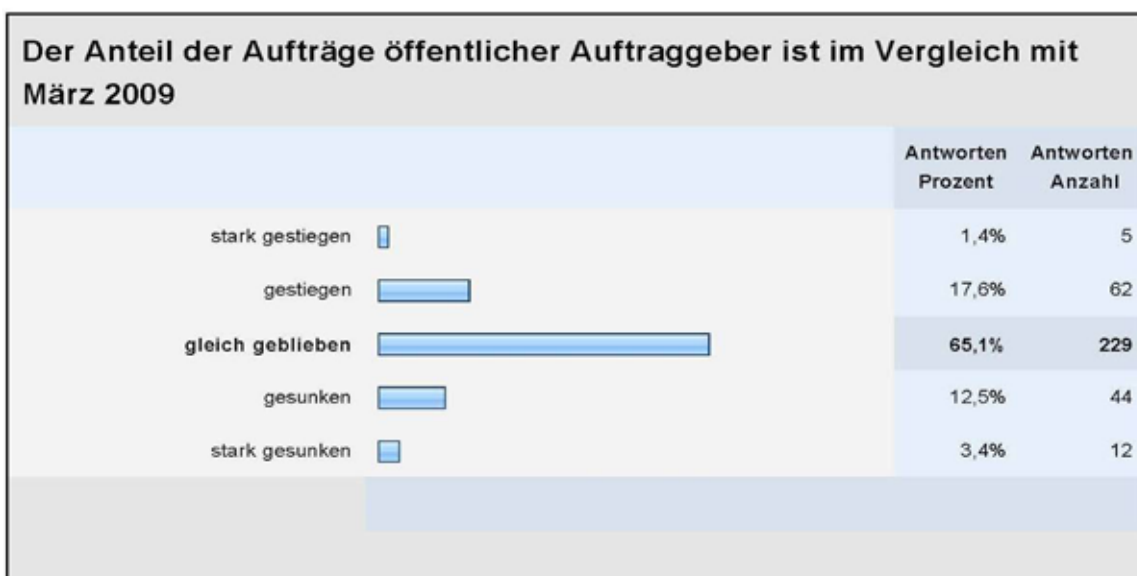 Der Anteil der Aufträge öffentlicher Auftraggeber ist im Vergleich mit
März 2009
Antworten Antworten
Prozent Anzahl
stark gestiegen 1,4% 5
gestiegen 17,6% 62
gleich geblieben 65,1% 229
gesunken 12,5% 44
stark gesunken 3,4% 12